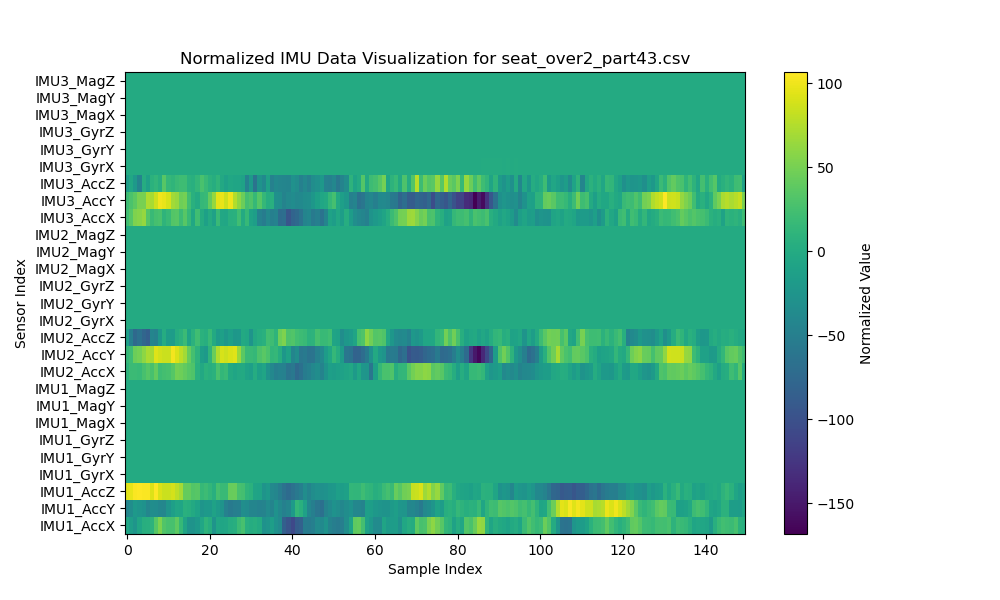 Normalized IMU Data Visualization for seat_over2_part43.csv
IMU3_MagZ
IMU3_MagY
IMU3_MagX
IMU3_GyrZ
IMU3_GyrY
IMU3_GyrX
IMU3_AccZ
IMU3_AccY
IMU3_AccX
IMU2_MagZ
IMU2_MagY
IMU2_MagX
IMU2_GyrZ
IMU2_GyrY
IMU2_GyrX
IMU2_AccZ
IMU2_AccY
IMU2_AccX
IMU1_MagZ
IMU1_MagY
IMU1_MagX
IMU1_GyrZ
IMU1_GyrY
IMU1_GyrX
IMU1_AccZ
IMU1_AccY
IMU1_AccX
Sensor Index
0 20 40 60 80 100 120 140
Sample Index
100
50
0
−50
−100
−150
Normalized Value